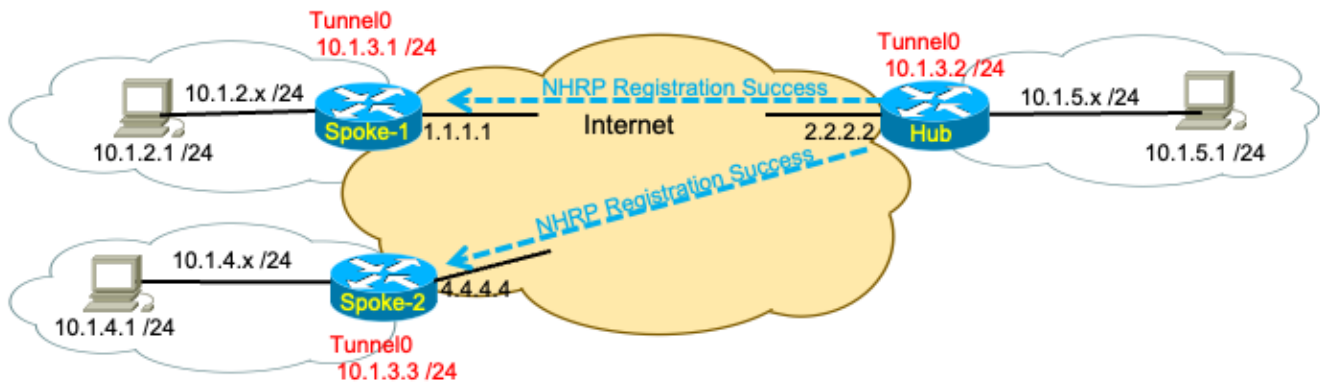 Tunnel0
10.1.3.1 /24
Tunnel0
10.1.3.2 /24
10.1.2.x /24
NHRP Registration Success
10.1.5.x /24
Spoke-1
1.1.1.1
Internet
2.2.2.2
Hub
10.1.2.1 /24
10.1.5.1 /24
NHRP Registration Success
10.1.4.x /24
Spoke-2
4.4.4.4
10.1.4.1 /24
Tunnel0
10.1.3.3 /24